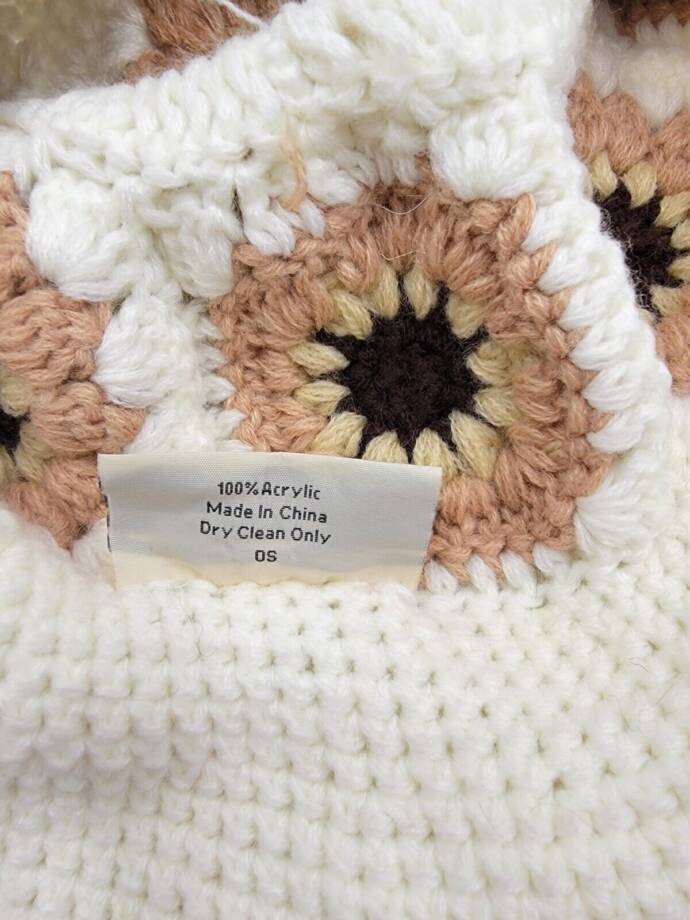 100%Acrylic
Made In China
Dry Clean Only
OS